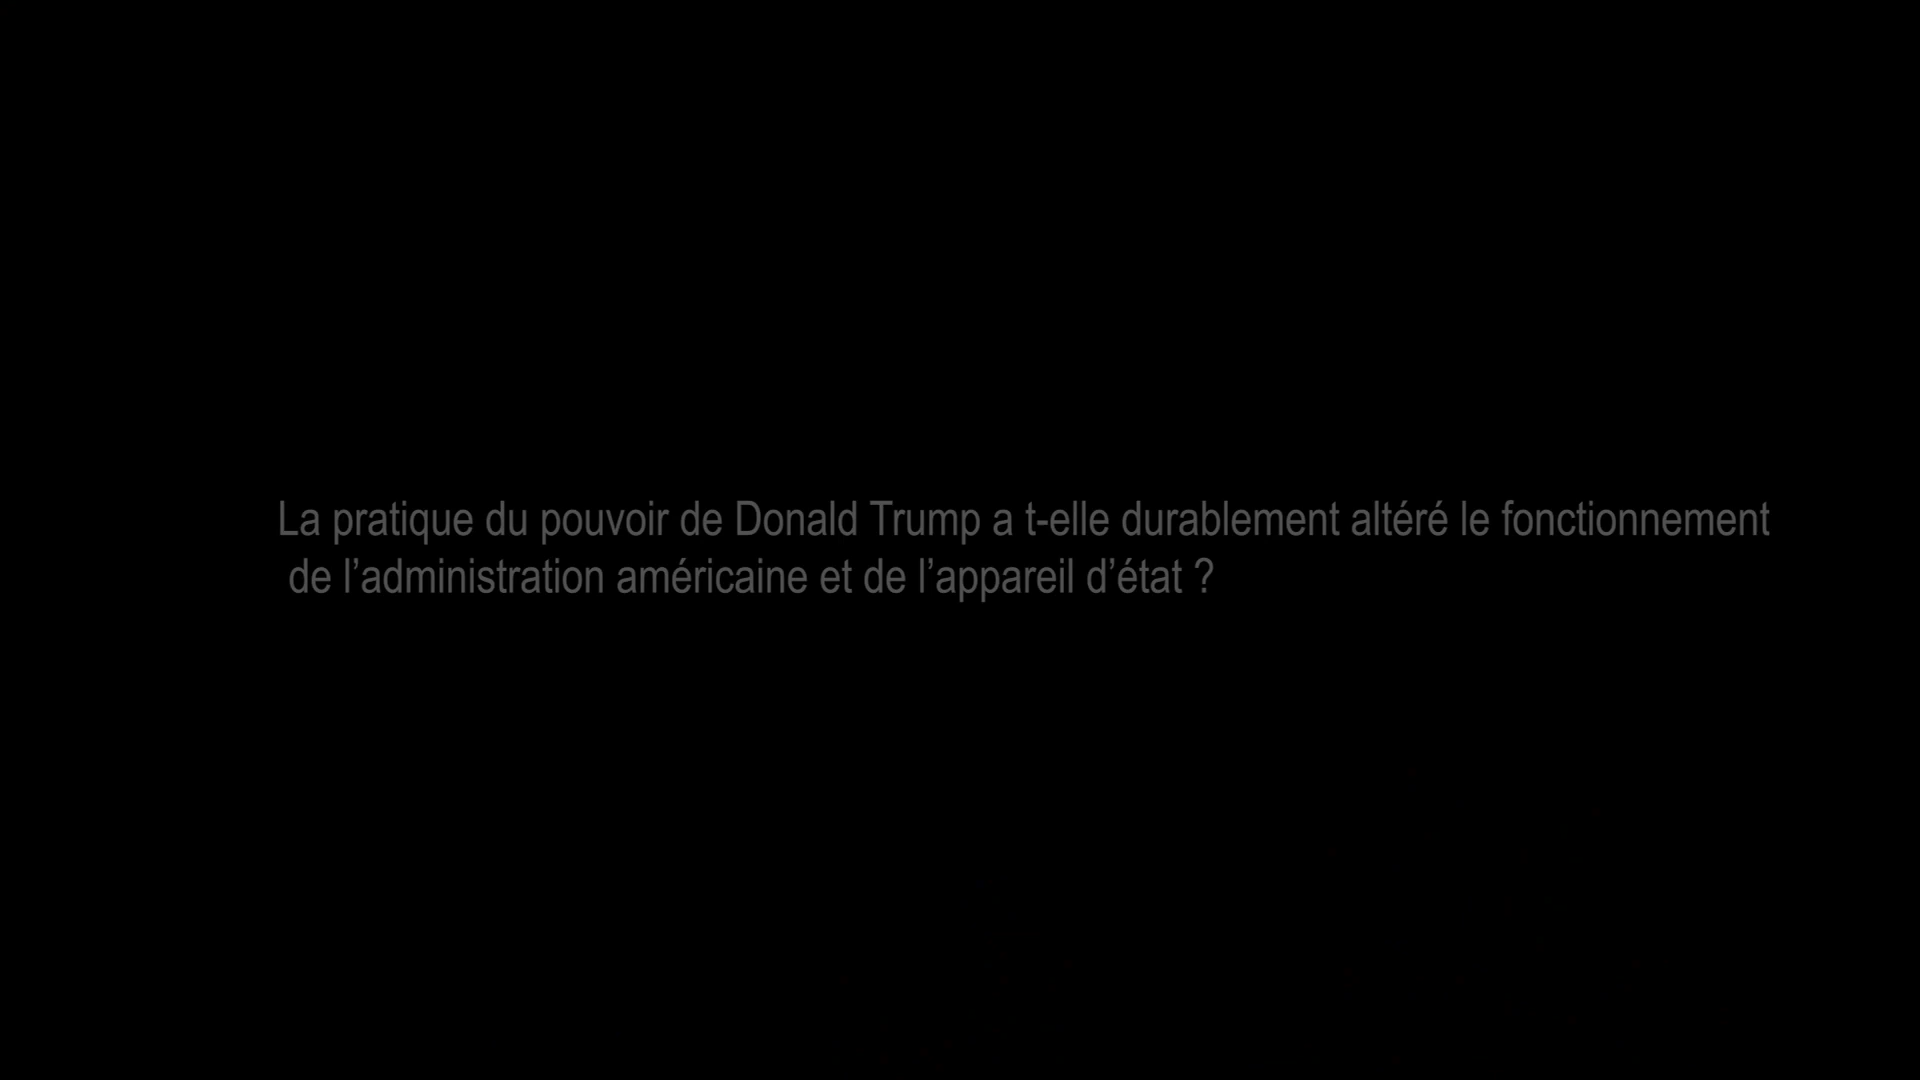 La pratique du pouvoir de Donald Trump a t-elle durablement altéré le fonctionnement
de l’administration américaine et de l’appareil d’état ?